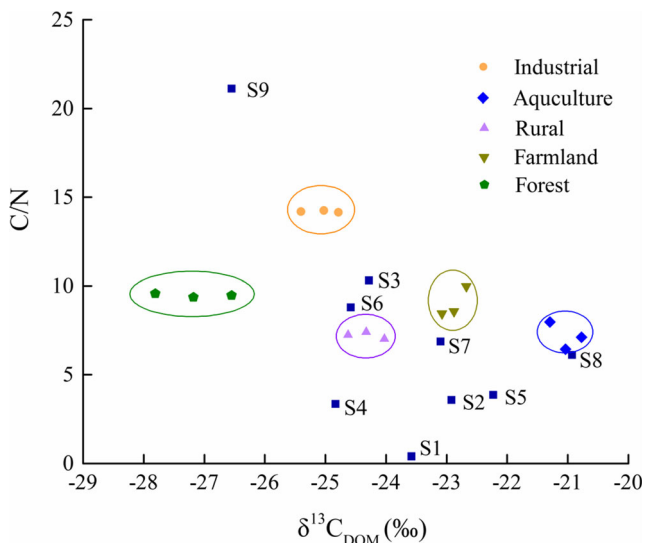 25
20
15
10
5
0
C/N
S9
Industrial
Aquculture
Rural
Farmland
Forest
S3
S6
S7
S8
S4
S2
S5
S1
-29
-28
-27
-26
-25
-24
-23
-22
-21
-20
δ¹³C_DOM (‰)